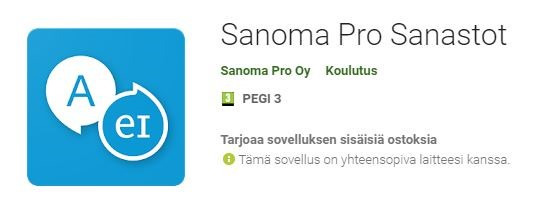 Sanoma Pro Sanastot
Sanoma Pro Oy Koulutus
3 PEGI 3
Tarjoaa sovelluksen sisäisiä ostoksia
Tämä sovellus on yhteensopiva laitteesi kanssa.
A
eɪ